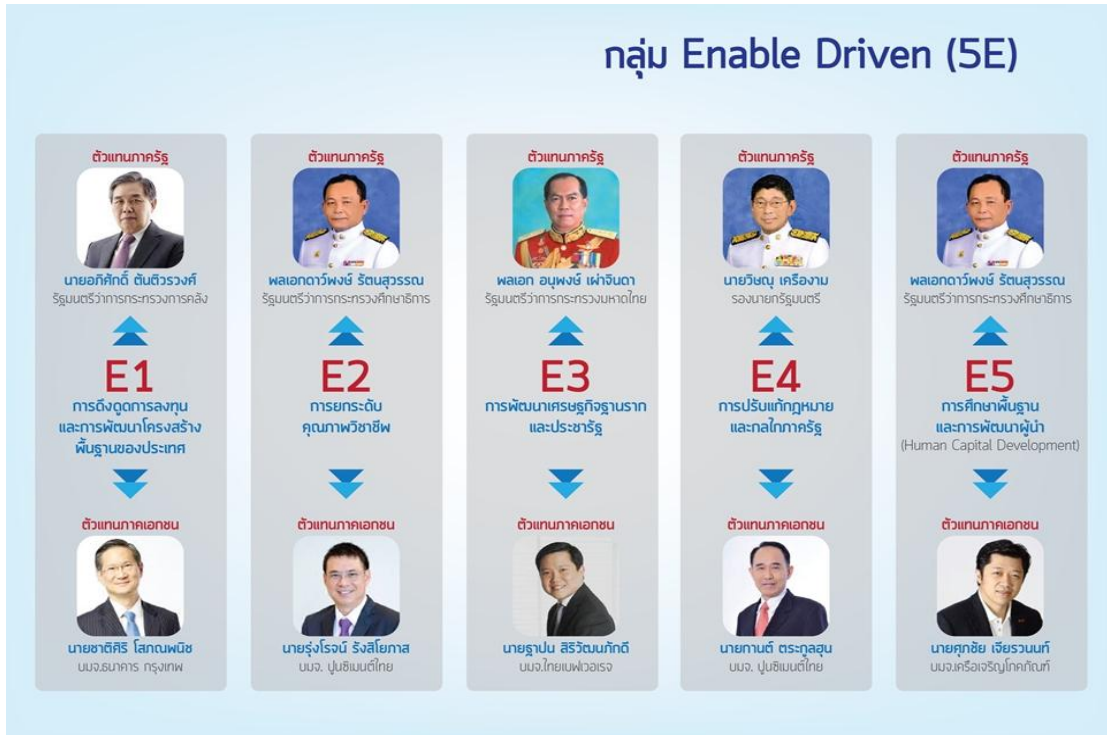 กลุ่ม Enable Driven (5E)
ตัวแทนภาครัฐ
นายอภิศักดิ์ ตันติวรวงศ์
รัฐมนตรีว่าการกระทรวงการคลัง
E1
การดึงดูดการลงทุน
และการพัฒนาโครงสร้าง
พื้นฐานของประเทศ
ตัวแทนภาคเอกชน
นายชาติศิริ โสภณพนิช
บมจ.ธนาคาร กรุงเทพ
ตัวแทนภาครัฐ
พลเอกดาว์พงษ์ รัตนสุวรรณ
รัฐมนตรีว่าการกระทรวงศึกษาธิการ
E2
การยกระดับ
คุณภาพวิชาชีพ
ตัวแทนภาคเอกชน
นายรุ่งโรจน์ รังสิโยภาส
บมจ. ปูนซิเมนต์ไทย
ตัวแทนภาครัฐ
พลเอก อนุพงษ์ เผ่าจินดา
รัฐมนตรีว่าการกระทรวงมหาดไทย
E3
การพัฒนาเศรษฐกิจฐานราก
และประชารัฐ
ตัวแทนภาคเอกชน
นายฐาปน สิริวัฒนภักดี
บมจ.ไทยเบฟเวอเรจ
ตัวแทนภาครัฐ
นายวิษณุ เครืองาม
รองนายกรัฐมนตรี
E4
การปรับแก้กฎหมาย
และกลไกภาครัฐ
ตัวแทนภาคเอกชน
นายกานต์ ตระกูลฮุน
บมจ. ปูนซิเมนต์ไทย
ตัวแทนภาครัฐ
พลเอกดาว์พงษ์ รัตนสุวรรณ
รัฐมนตรีว่าการกระทรวงศึกษาธิการ
E5
การศึกษาพื้นฐาน
และการพัฒนาผู้นำ
(Human Capital Development)
ตัวแทนภาคเอกชน
นายศุภชัย เจียรวนนท์
บมจ.เครือเจริญโภคภัณฑ์